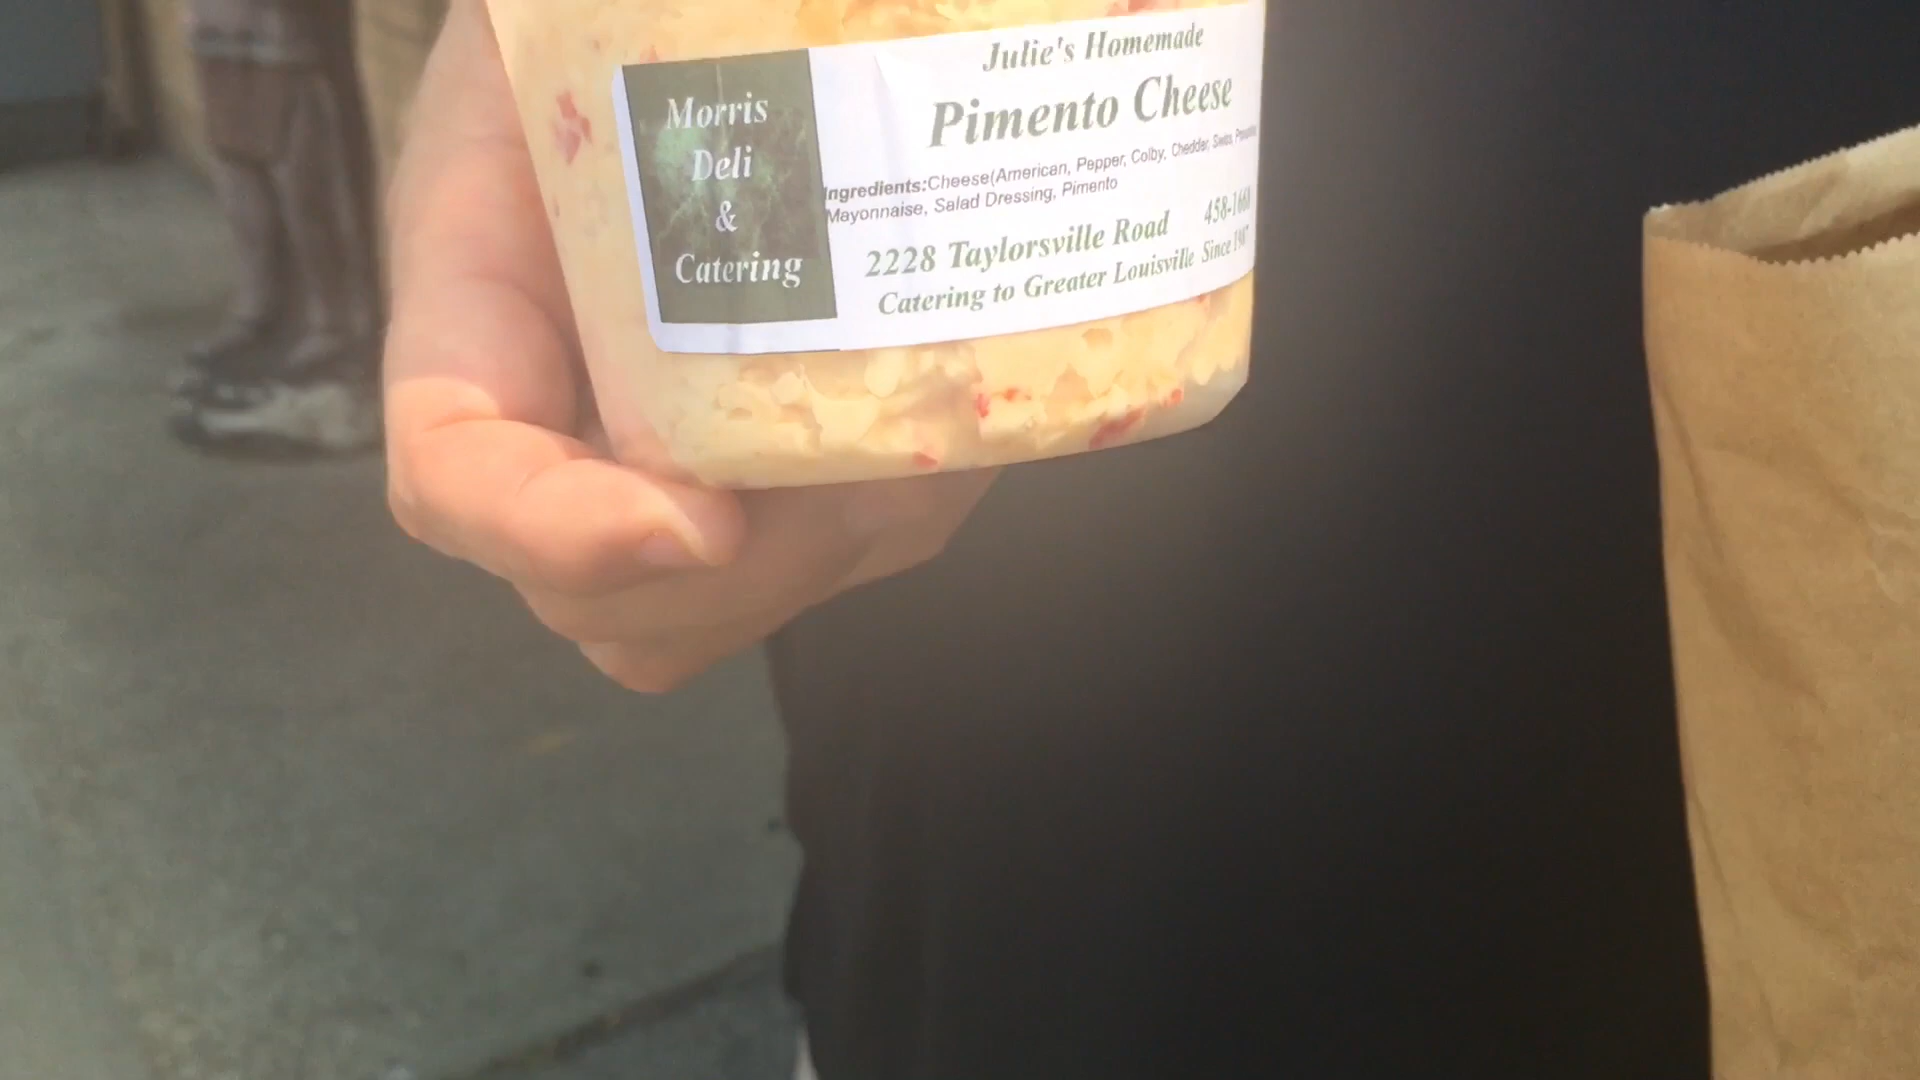 Morris
Deli
&
Catering
Julie's Homemade
Pimento Cheese
Ingredients:Cheese(American, Pepper, Colby, Cheddar, Swiss,
Mayonnaise, Salad Dressing, Pimento
2228 Taylorsville Road
Catering to Greater Louisville Since